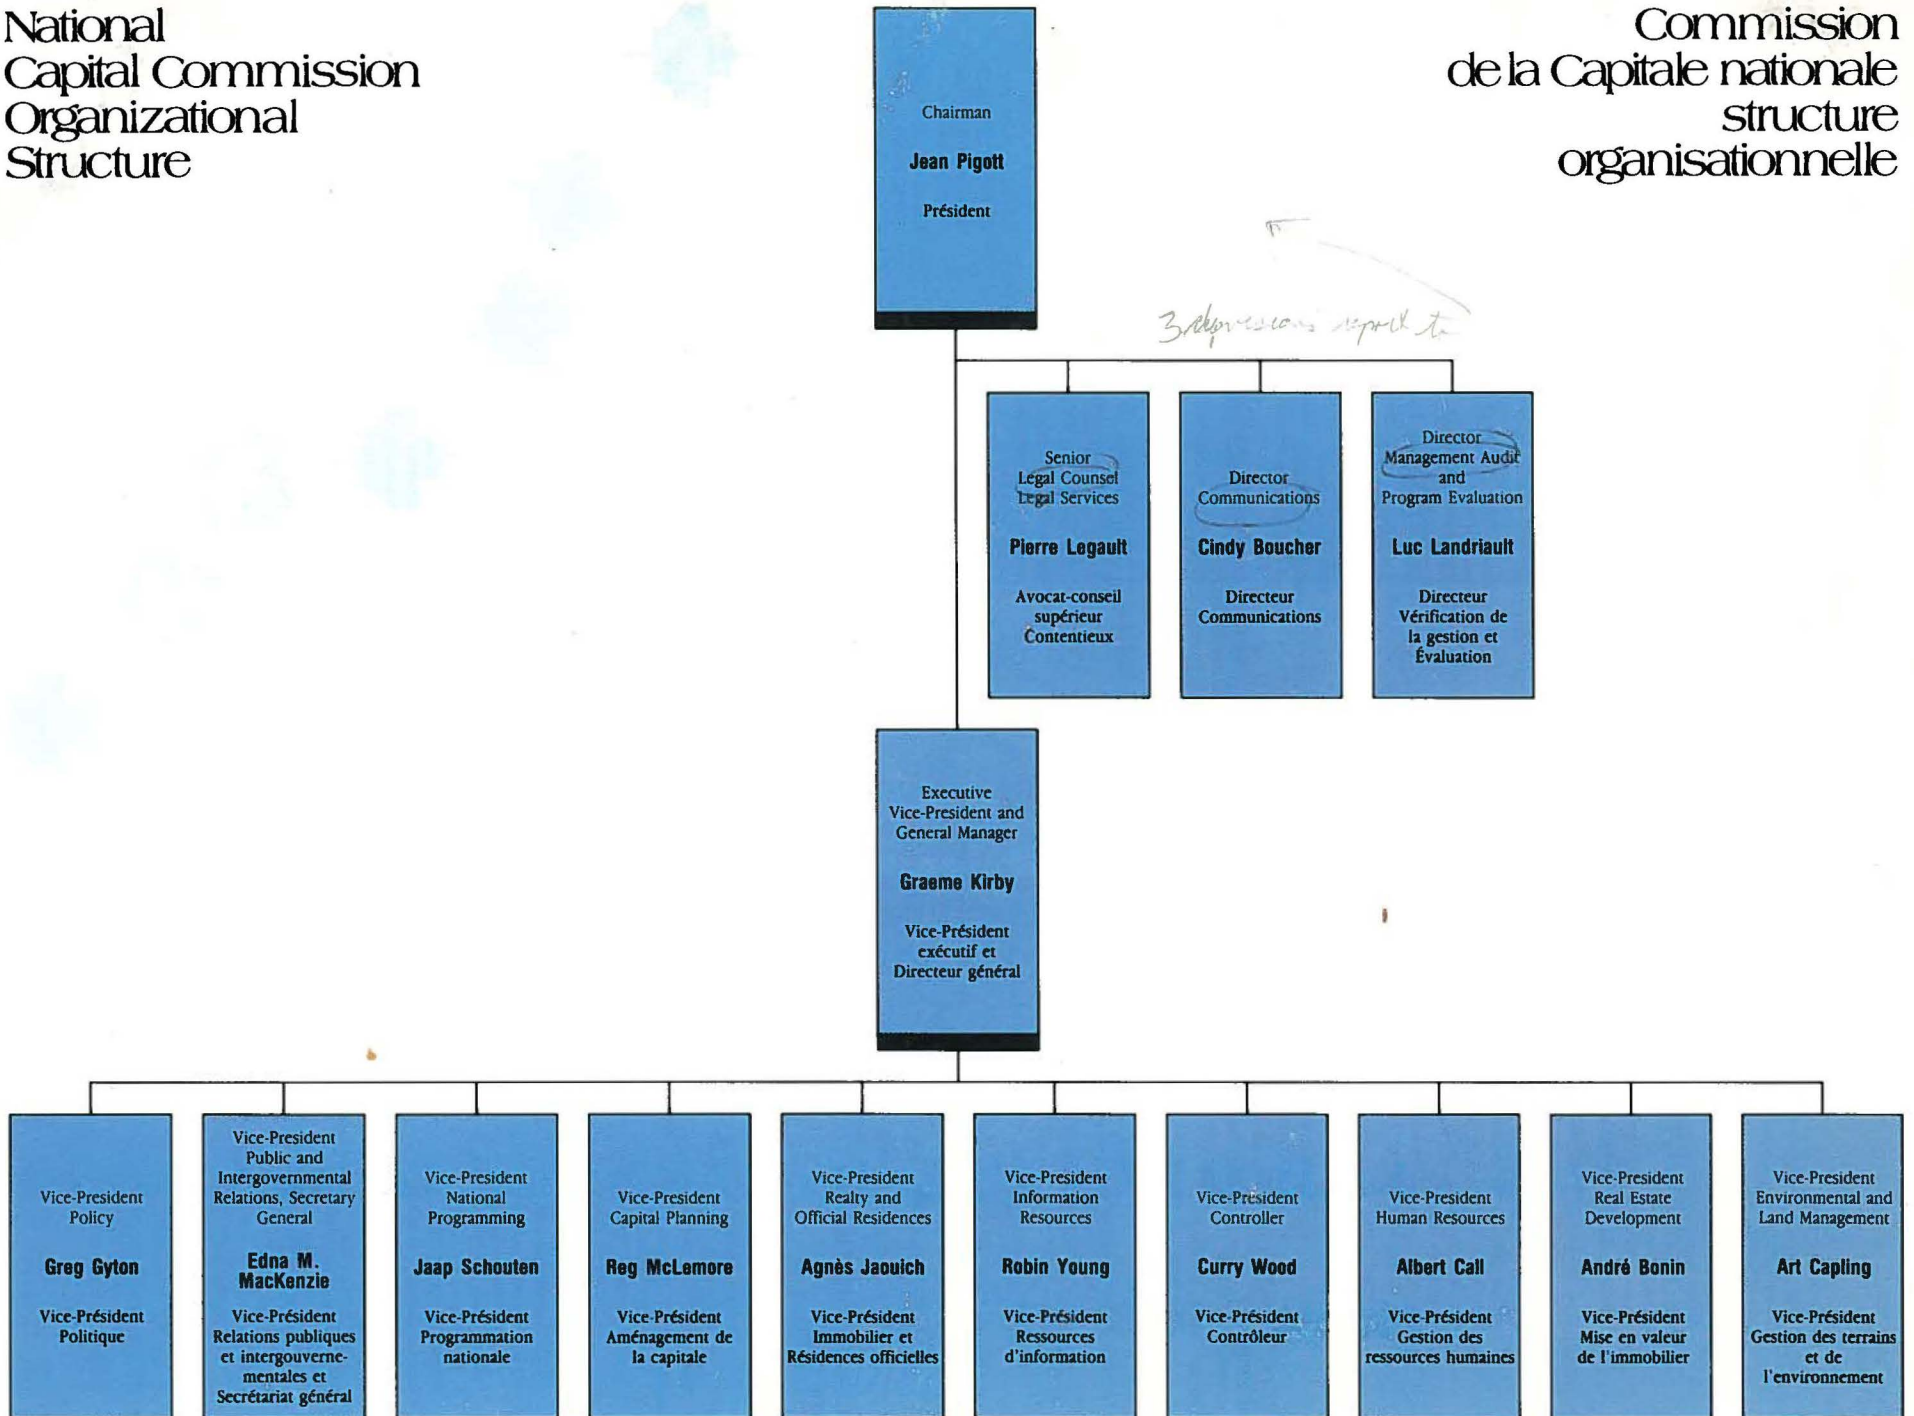 National
Capital Commission
Organizational
Structure
Commission
de la Capitale nationale
structure
organisationnelle
Chairman
Jean Pigott
Président
3 report to
Senior
Legal Counsel
Legal Services
Pierre Legault
Avocat-conseil
supérieur
Contentieux
Director
Communications
Cindy Boucher
Directeur
Communications
Director
Management Audit
and
Program Evaluation
Luc Landriault
Directeur
Vérification de
la gestion et
Évaluation
Executive
Vice-President and
General Manager
Graeme Kirby
Vice-Président
exécutif et
Directeur général
Vice-President
Policy
Greg Gyton
Vice-Président
Politique
Vice-President
Public and
Intergovernmental
Relations, Secretary
General
Edna M.
MacKenzie
Vice-Président
Relations publiques
et intergouverne-
mentales et
Secrétariat général
Vice-President
National
Programming
Jaap Schouten
Vice-Président
Programmation
nationale
Vice-President
Capital Planning
Reg McLemore
Vice-Président
Aménagement de
la capitale
Vice-President
Realty and
Official Residences
Agnès Jaouich
Vice-Président
Immobilier et
Résidences officielles
Vice-President
Information
Resources
Robin Young
Vice-Président
Ressources
d'information
Vice-President
Controller
Curry Wood
Vice-Président
Contrôleur
Vice-President
Human Resources
Albert Call
Vice-Président
Gestion des
ressources humaines
Vice-President
Real Estate
Development
André Bonin
Vice-Président
Mise en valeur
de l'immobilier
Vice-President
Environmental and
Land Management
Art Capling
Vice-Président
Gestion des terrains
et de
l'environnement